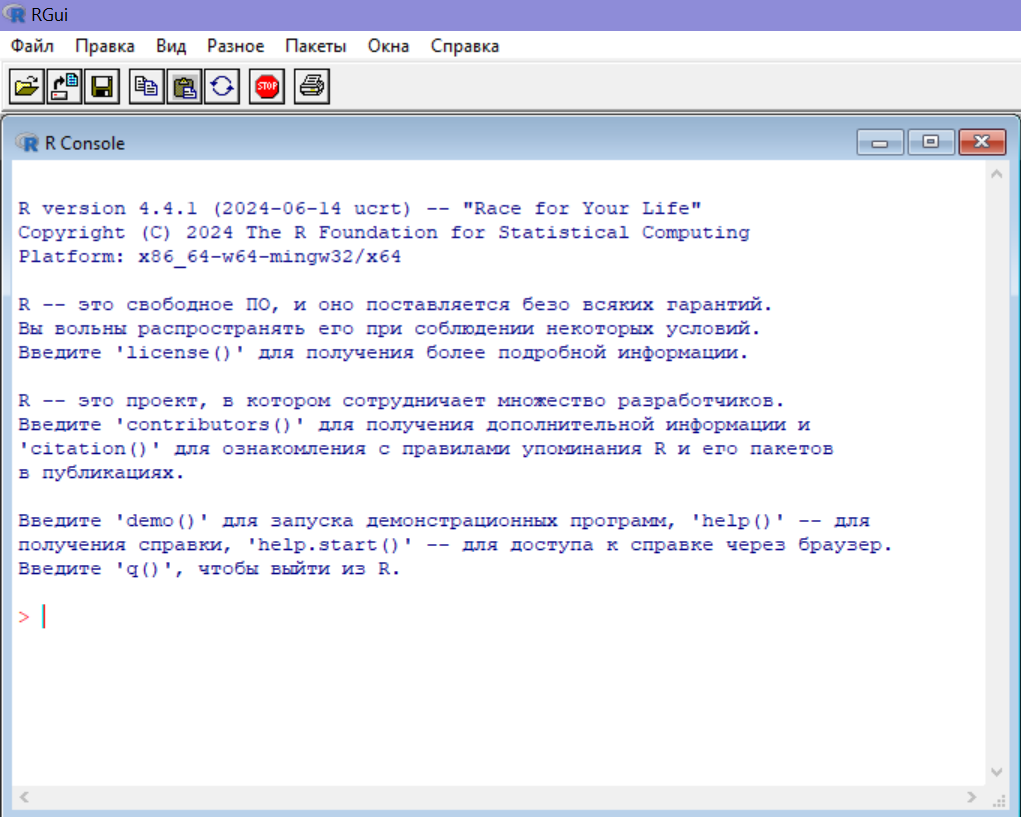 RGui
Файл Правка Вид Разное Пакеты Окна Справка
STOP
R Console
R version 4.4.1 (2024-06-14 ucrt) -- "Race for Your Life"
Copyright (C) 2024 The R Foundation for Statistical Computing
Platform: x86_64-w64-mingw32/x64
R -- это свободное ПО, и оно поставляется безо всяких гарантий.
Вы вольны распространять его при соблюдении некоторых условий.
Введите 'license()' для получения более подробной информации.
R -- это проект, в котором сотрудничает множество разработчиков.
Введите 'contributors()' для получения дополнительной информации и
'citation()' для ознакомления с правилами упоминания R и его пакетов
в публикациях.
Введите 'demo()' для запуска демонстрационных программ, 'help()' -- для
получения справки, 'help.start()' -- для доступа к справке через браузер.
Введите 'q()', чтобы выйти из R.
>